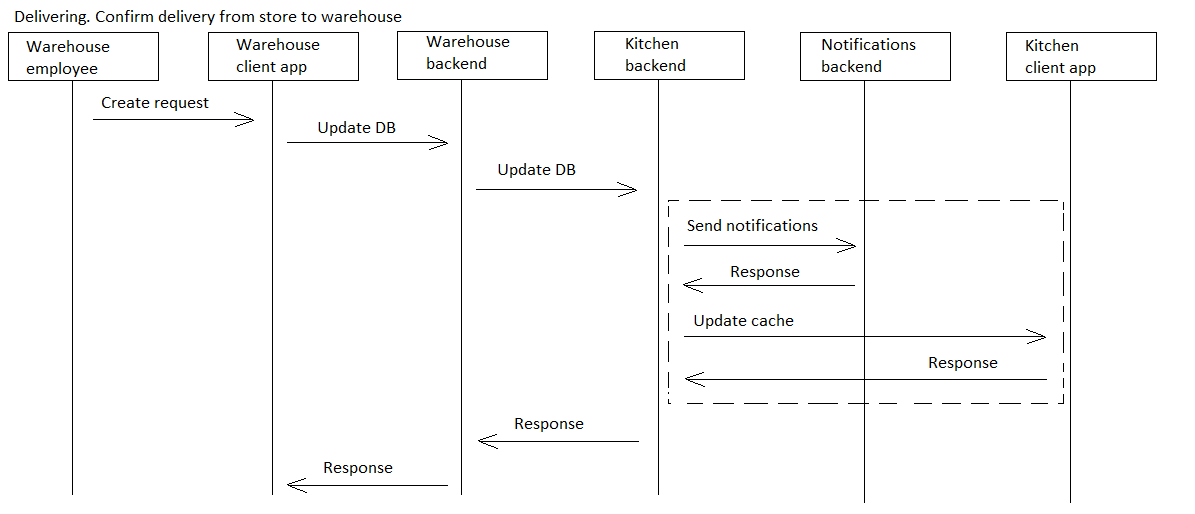 Delivering. Confirm delivery from store to warehouse
Warehouse
employee
Warehouse
client app
Warehouse
backend
Kitchen
backend
Notifications
backend
Kitchen
client app
Create request
Update DB
Update DB
Send notifications
Response
Update cache
Response
Response
Response